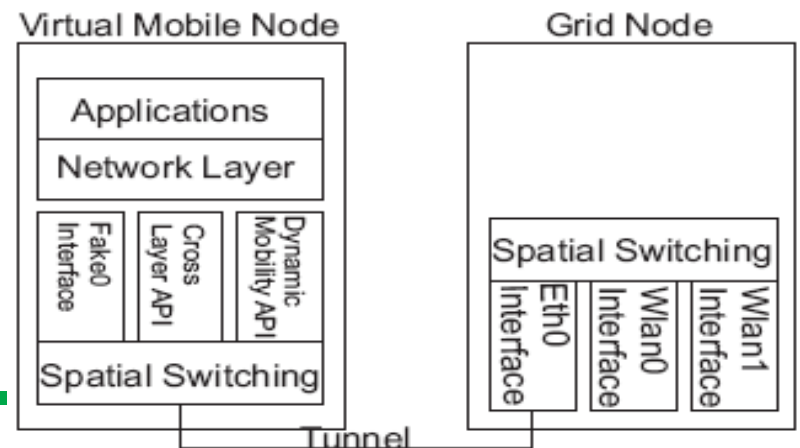 Virtual Mobile Node
Applications
Network Layer
Fake0
Interface
Cross
Layer API
Dynamic
Mobility API
Spatial Switching
Grid Node
Spatial Switching
Eth0
Interface
Wlan0
Interface
Wlan1
Interface
Tunnel